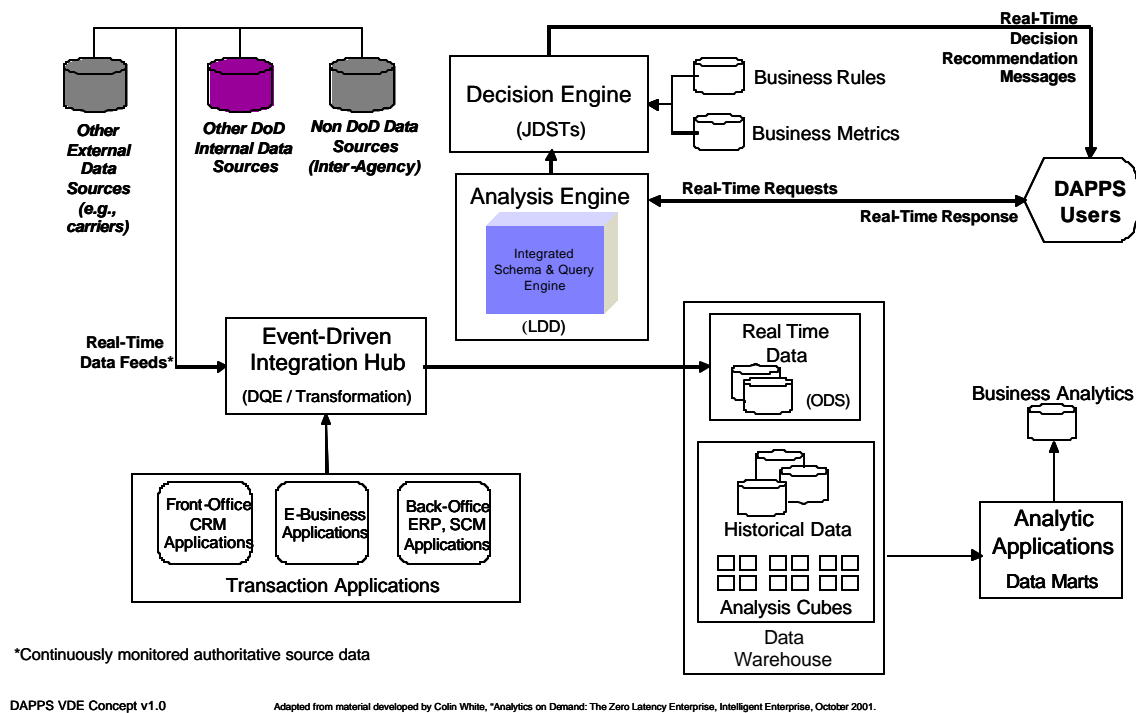 Real-Time
Decision
Recommendation
Messages
Other
External
Data
Sources
(e.g.,
carriers)
Other DoD
Internal Data
Sources
Non DoD Data
Sources
(Inter-Agency)
Decision Engine
(JDSTs)
Business Rules
Business Metrics
Analysis Engine
Integrated
Schema & Query
Engine
(LDD)
Real-Time Requests
Real-Time Response
DAPPS
Users
Real-Time
Data Feeds*
Event-Driven
Integration Hub
(DQE / Transformation)
Real Time
Data
(ODS)
Business Analytics
Front-Office
CRM
Applications
E-Business
Applications
Back-Office
ERP, SCM
Applications
Transaction Applications
Historical Data
Analysis Cubes
Data
Warehouse
Analytic
Applications
Data Marts
*Continuously monitored authoritative source data
DAPPS VDE Concept v1.0
Adapted from material developed by Colin White, "Analytics on Demand: The Zero Latency Enterprise, Intelligent Enterprise, October 2001.